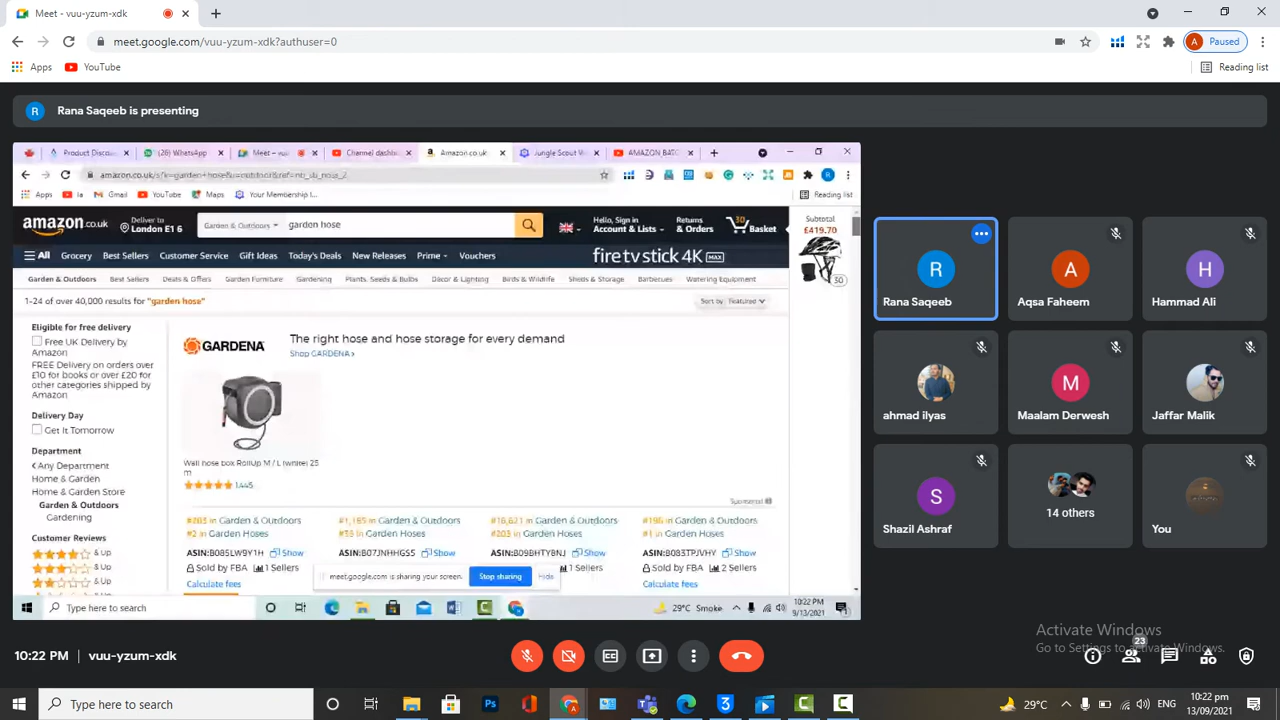 Meet - vuu-yzum-xdk
meet.google.com/vuu-yzum-xdk?authuser=0
A Paused
Apps YouTube Reading list
R Rana Saqeeb is presenting
Product Discov (26) WhatsApp Meet – vuu Channel dashb Amazon.co.uk Jungle Scout W AMAZON BA
R
Apps la Gmail YouTube Maps Your Membership I... Reading list
amazon.co.uk
Deliver to
London E1 6
Garden & Outdoors garden hose
Hello, Sign in
Account & Lists
Returns
& Orders
30
Basket
Subtotal
£419.70
30
All Grocery Best Sellers Customer Service Gift Ideas Today's Deals New Releases Prime Vouchers fire tv stick 4K MAX
Garden & Outdoors Best Sellers Deals & Offers Garden Furniture Gardening Plants, Seeds & Bulbs Décor & Lighting Birds & Wildlife Sheds & Storage Barbecues Watering Equipment
1-24 of over 40,000 results for "garden hose" Sort by Featured
Eligible for free delivery
Free UK Delivery by
Amazon
FREE Delivery on orders over
£10 for books or over £20 for
other categories shipped by
Amazon
Delivery Day
Get It Tomorrow
Department
Any Department
Home & Garden
Home & Garden Store
Garden & Outdoors
Gardening
Customer Reviews
& Up
& Up
& Up
GARDENA
The right hose and hose storage for every demand
Shop GARDENA ›
Wall hose box RollUp M / L (white) 25
m
1,445
Sponsored
#203 in Garden & Outdoors
#2 in Garden Hoses
ASIN:B085LW9Y1H Show
Sold by FBA 1 Sellers
Calculate fees
in Garden & Outdoors
in Garden Hoses
ASIN:B07JNHHGS5 Show
in Garden & Outdoors
#203 in Garden Hoses
ASIN:B09BHTYBNJ Show
1 Sellers
in Garden & Outdoors
#1 in Garden Hoses
ASIN:B083TPJVHY Show
Sold by FBA 2 Sellers
Calculate fees
meet.google.com is sharing your screen. Stop sharing Hide
Type here to search
29°C Smoke
10:22 PM
9/13/2021
R
Rana Saqeeb
A
Aqsa Faheem
H
Hammad Ali
ahmad ilyas
M
Maalam Derwesh
Jaffar Malik
S
Shazil Ashraf
14 others
You
10:22 PM | vuu-yzum-xdk
23
Activate Windows
Go to Settings to activate Windows.
Type here to search
29°C
ENG
10:22 pm
13/09/2021